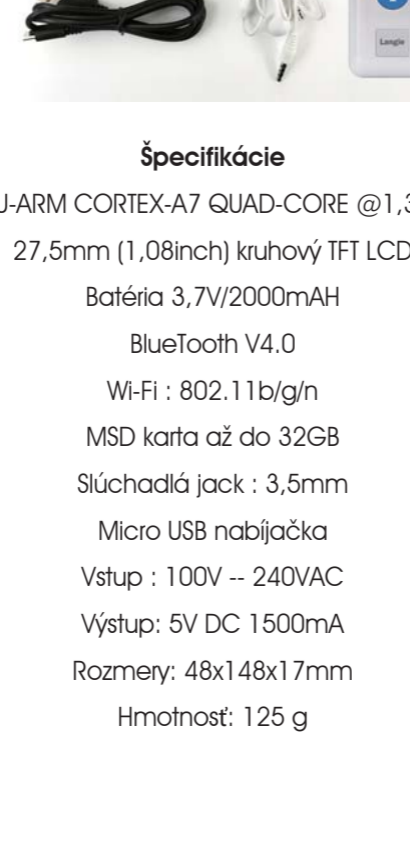 Langie
Špecifikácie
U-ARM CORTEX-A7 QUAD-CORE @1,3
27,5mm (1,08inch) kruhový TFT LCD
Batéria 3,7V/2000mAH
BlueTooth V4.0
Wi-Fi : 802.11b/g/n
MSD karta až do 32GB
Slúchadlá jack : 3,5mm
Micro USB nabíjačka
Vstup : 100V -- 240VAC
Výstup: 5V DC 1500mA
Rozmery: 48x148x17mm
Hmotnosť: 125 g